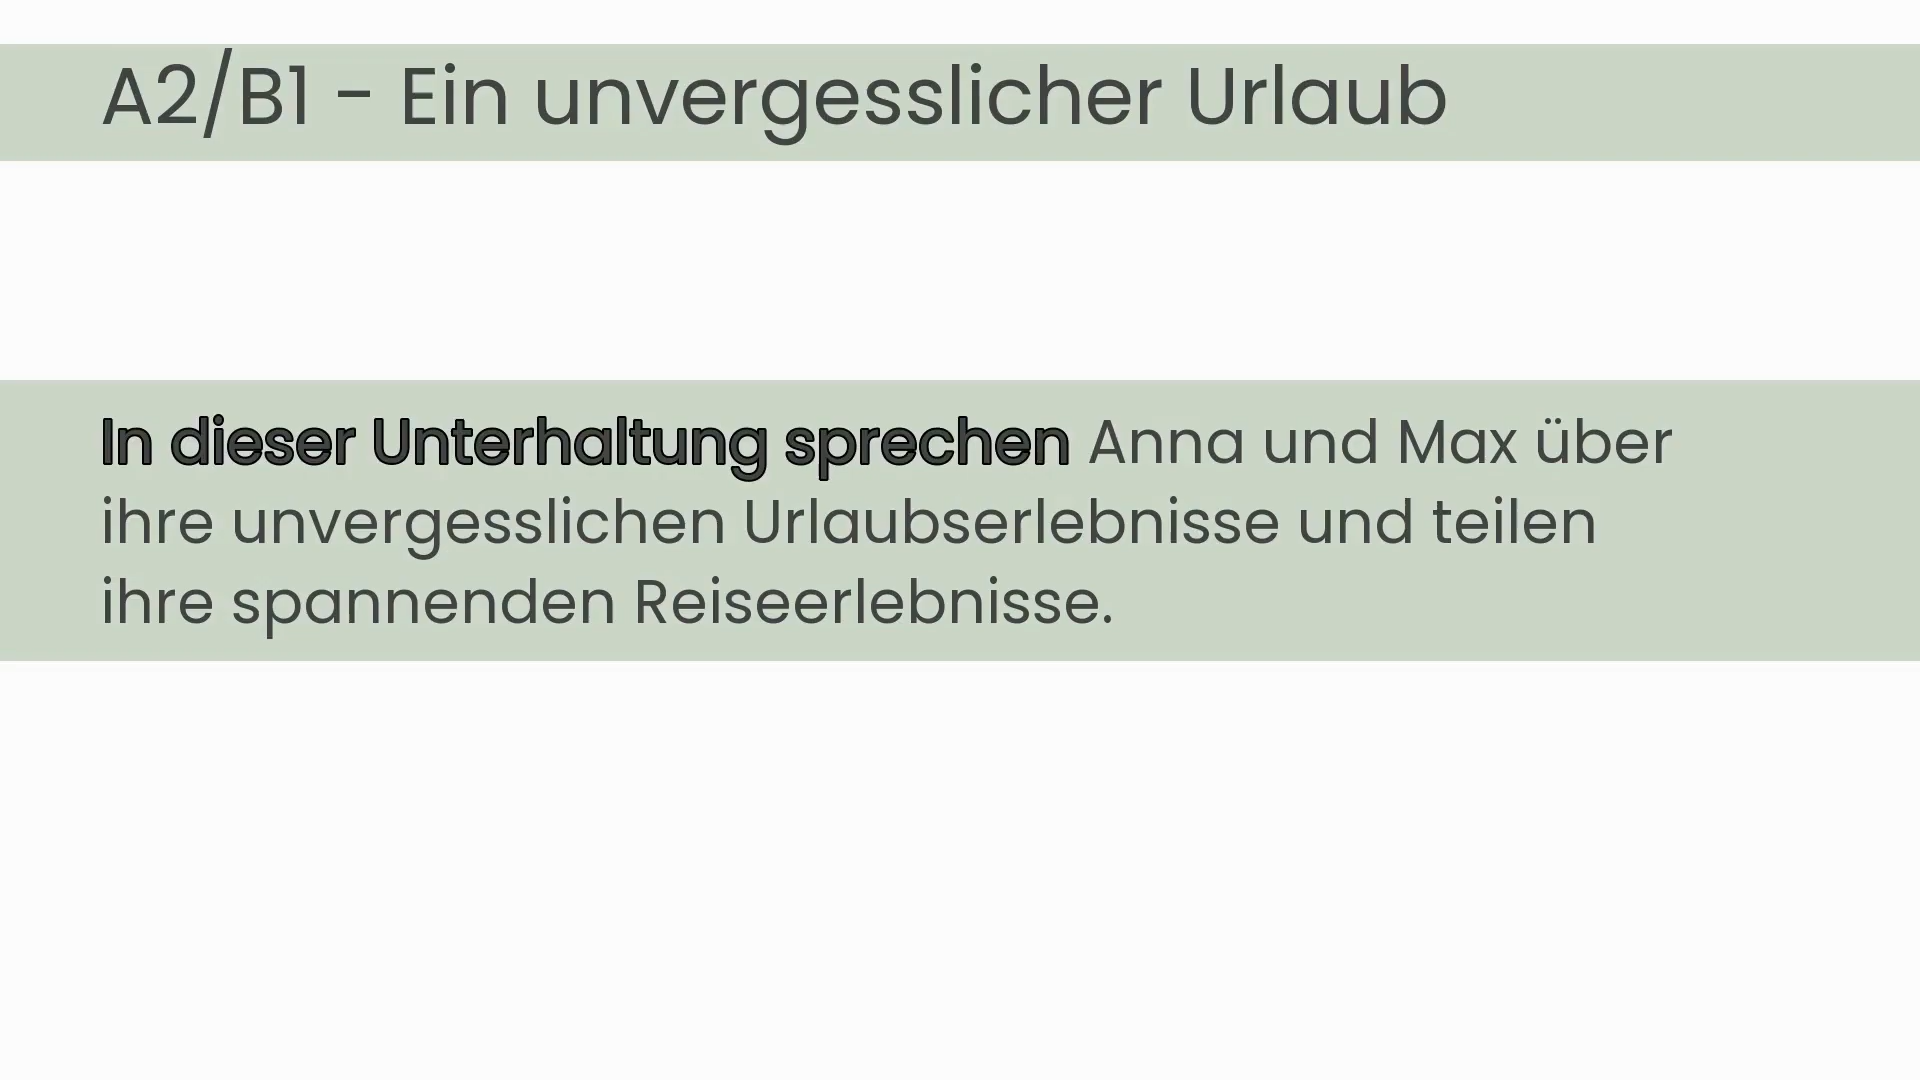 A2/B1 - Ein unvergesslicher Urlaub
In dieser Unterhaltung sprechen Anna und Max über
ihre unvergesslichen Urlaubserlebnisse und teilen
ihre spannenden Reiseerlebnisse.